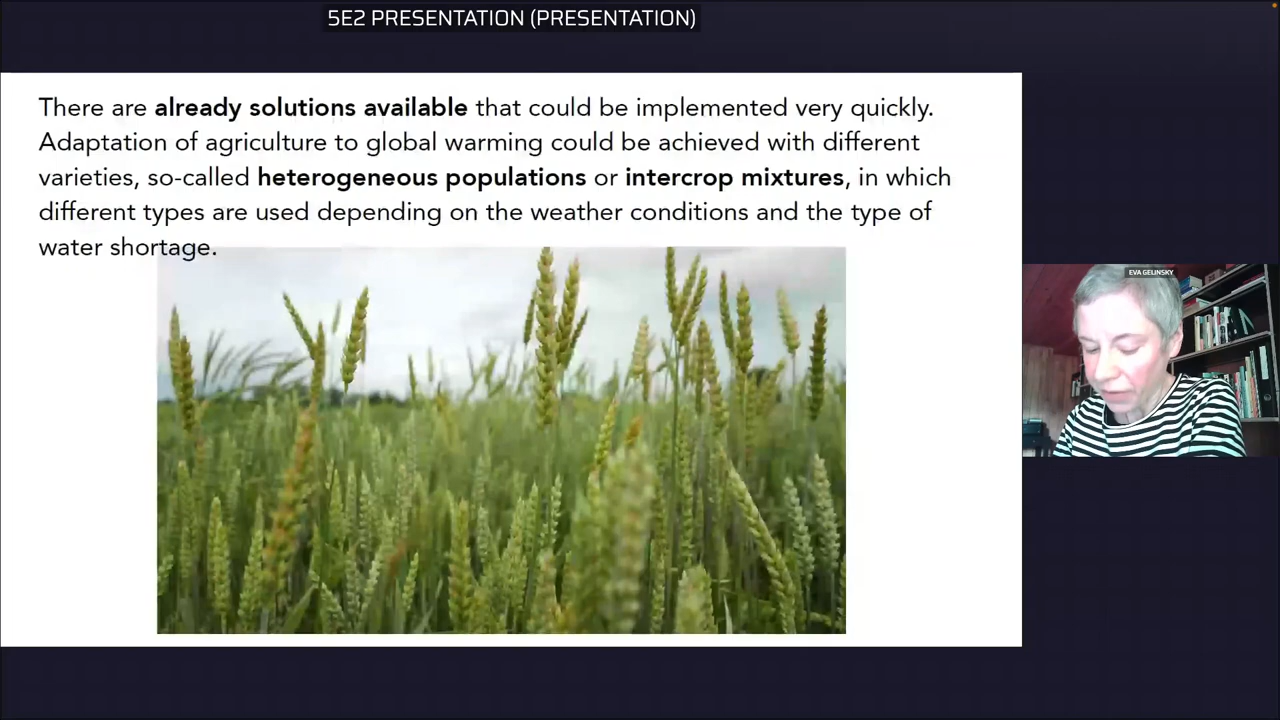 5E2 PRESENTATION (PRESENTATION)
There are already solutions available that could be implemented very quickly.
Adaptation of agriculture to global warming could be achieved with different
varieties, so-called heterogeneous populations or intercrop mixtures, in which
different types are used depending on the weather conditions and the type of
water shortage.
EVA GELINSKY